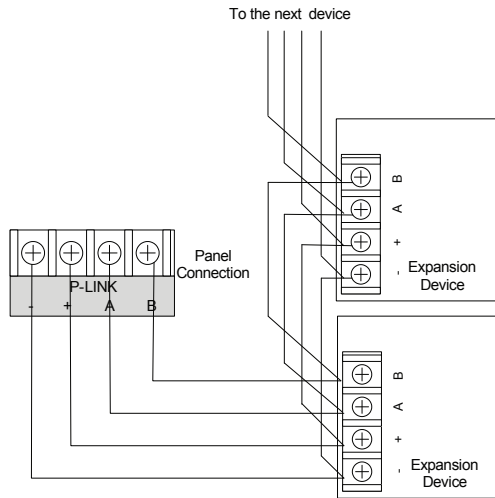 To the next device
B
A
+
-
Expansion
Device
Panel
Connection
P-LINK
- + A B
B
A
+
-
Expansion
Device